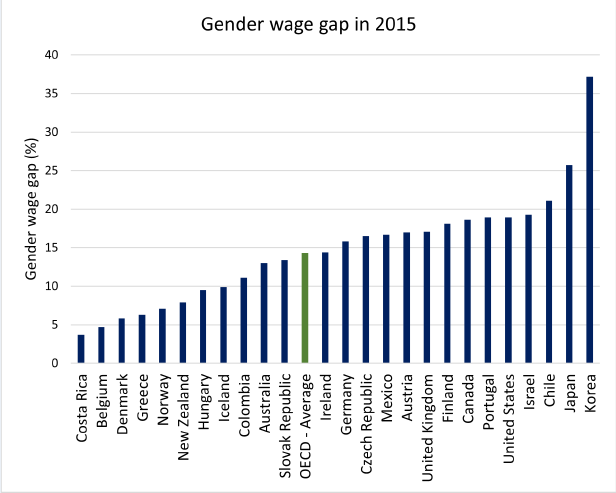 Gender wage gap in 2015
Gender wage gap (%)
40
35
30
25
20
15
10
5
0
Costa Rica
Belgium
Denmark
Greece
Norway
New Zealand
Hungary
Iceland
Colombia
Australia
Slovak Republic
OECD - Average
Ireland
Germany
Czech Republic
Mexico
Austria
United Kingdom
Finland
Canada
Portugal
United States
Israel
Chile
Japan
Korea